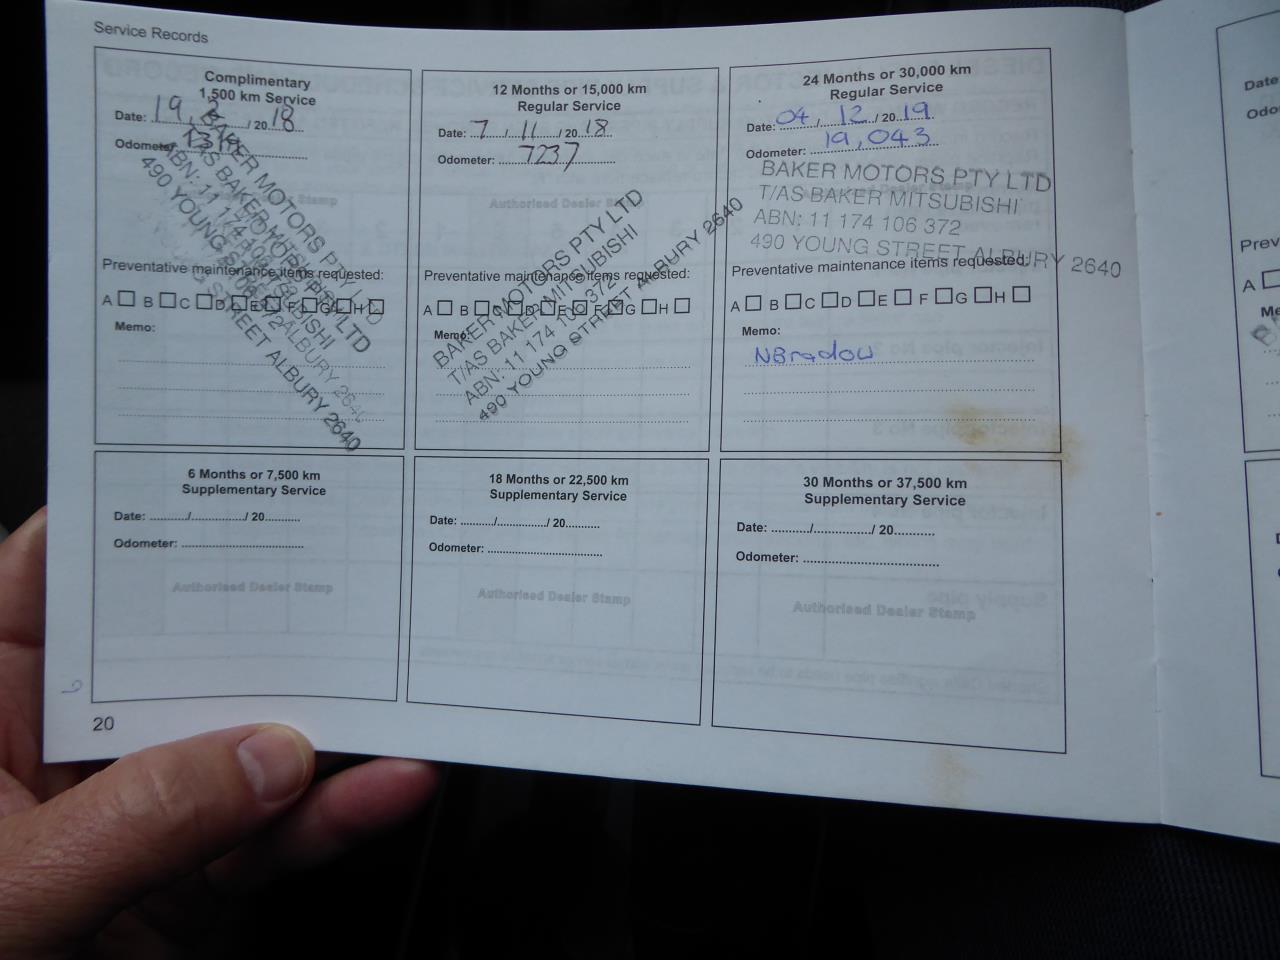 Service Records
Complimentary
1,500 km Service
Date: 19 / 2 / 2018
Odometer: 1319
BAKER MOTORS PTY LTD
T/AS BAKER MITSUBISHI
ABN: 11 174 106 372
490 YOUNG STREET ALBURY 2640
Preventative maintenance items requested:
A B C D E F G H
Memo:
12 Months or 15,000 km
Regular Service
Date: 7 / 11 / 2018
Odometer: 7237
Authorised Dealer Stamp
BAKER MOTORS PTY LTD
T/AS BAKER MITSUBISHI
ABN: 11 174 106 372
490 YOUNG STREET ALBURY 2640
Preventative maintenance items requested:
A B C D E F G H
Memo:
24 Months or 30,000 km
Regular Service
Date: 04 / 12 / 2019
Odometer: 19,043
BAKER MOTORS PTY LTD
T/AS BAKER MITSUBISHI
ABN: 11 174 106 372
490 YOUNG STREET ALBURY 2640
Preventative maintenance items requested:
A B C D E F G H
Memo:
6 Months or 7,500 km
Supplementary Service
Date: ........../................/ 20..........
Odometer: .................................
Authorised Dealer Stamp
18 Months or 22,500 km
Supplementary Service
Date: ........../................/ 20..........
Odometer: .................................
Authorised Dealer Stamp
30 Months or 37,500 km
Supplementary Service
Date: ........../................/ 20..........
Odometer: .................................
Authorised Dealer Stamp
20
Date
Odo
Prev
A
Me